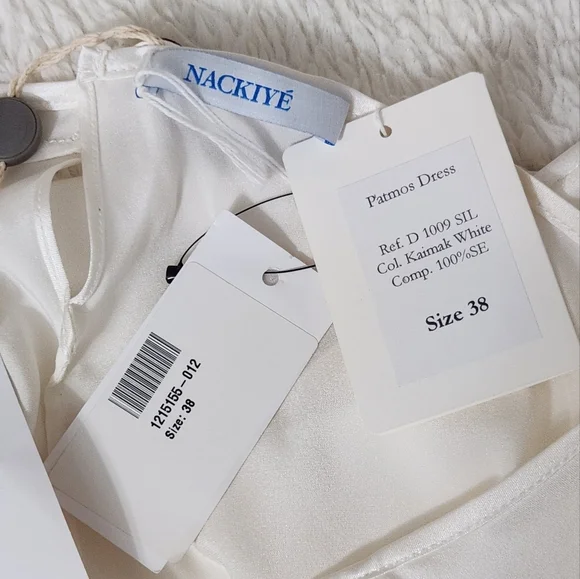 NACKIYÉ
Patmos Dress
Ref. D 1009 SIL
Col. Kaimak White
Comp. 100%SE
Size 38
1215155-012
Size: 38